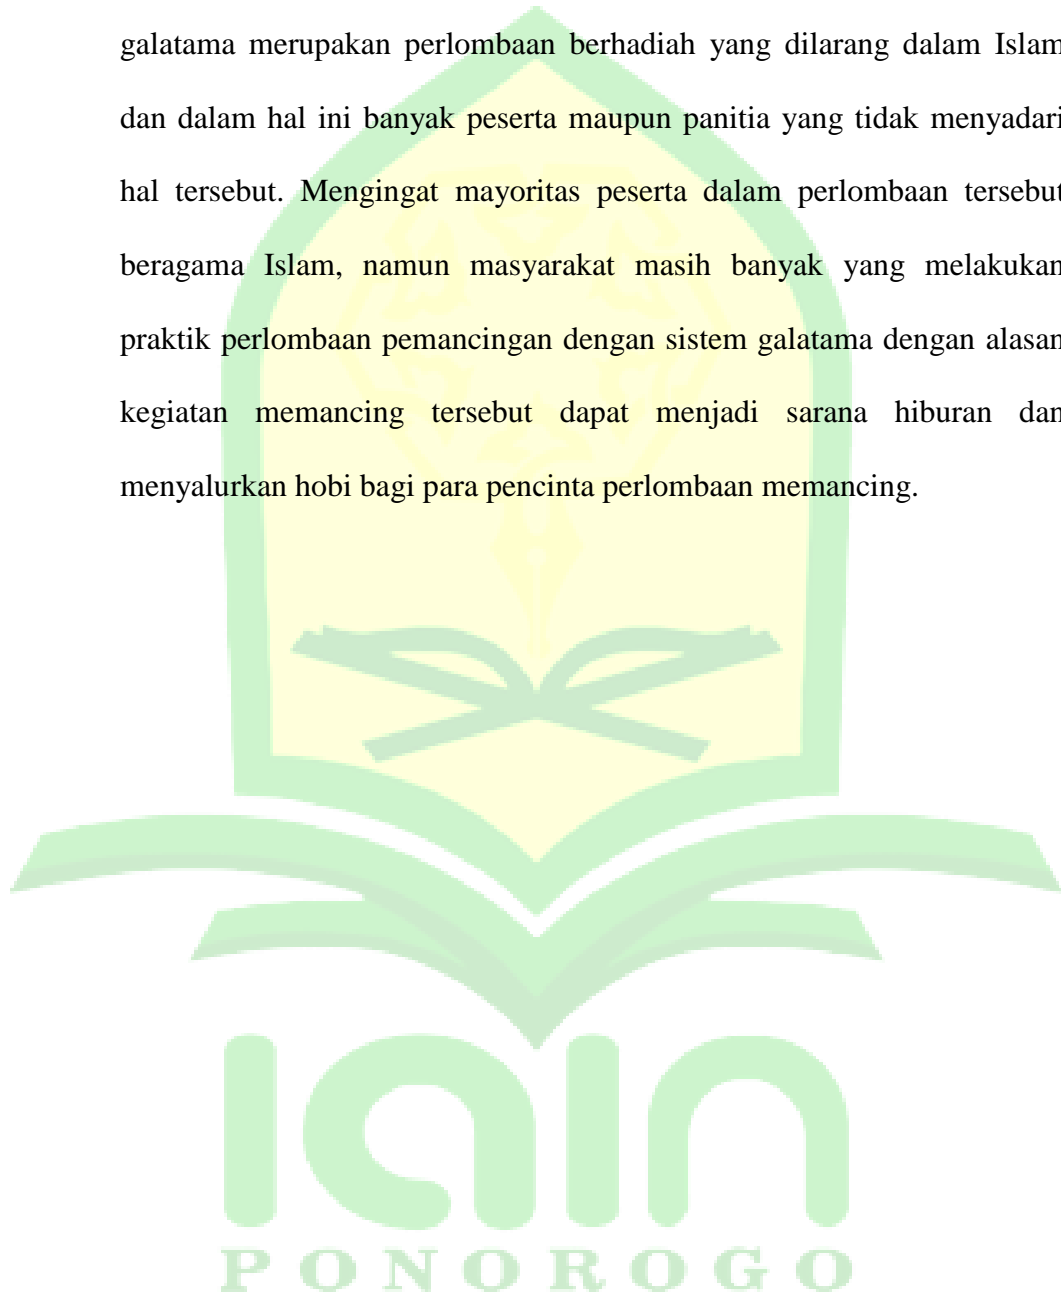 galatama merupakan perlombaan berhadiah yang dilarang dalam Islam
dan dalam hal ini banyak peserta maupun panitia yang tidak menyadari
hal tersebut. Mengingat mayoritas peserta dalam perlombaan tersebut
beragama Islam, namun masyarakat masih banyak yang melakukan
praktik perlombaan pemancingan dengan sistem galatama dengan alasan
kegiatan memancing tersebut dapat menjadi sarana hiburan dan
menyalurkan hobi bagi para pencinta perlombaan memancing.
iain
PONOROGO